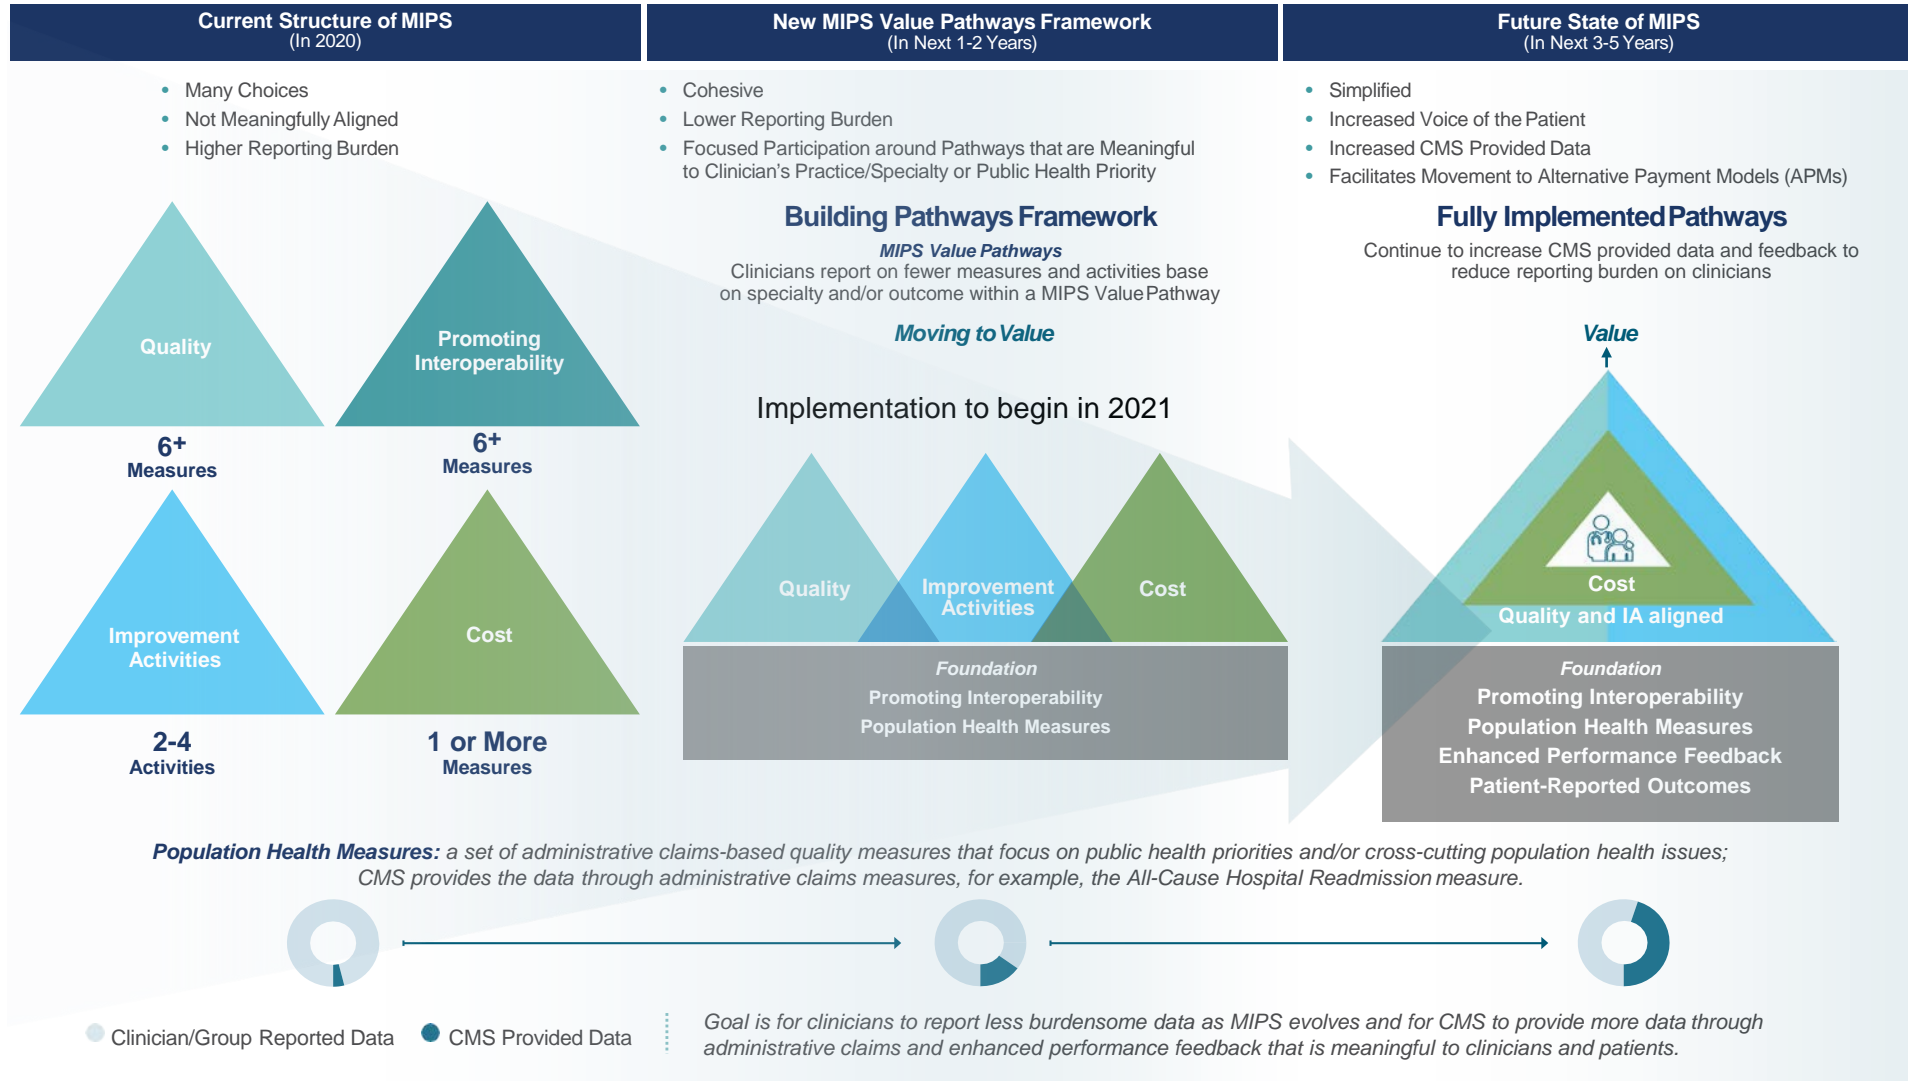 Current Structure of MIPS
(In 2020)
New MIPS Value Pathways Framework
(In Next 1-2 Years)
Future State of MIPS
(In Next 3-5 Years)
• Many Choices
• Not Meaningfully Aligned
• Higher Reporting Burden
• Cohesive
• Lower Reporting Burden
• Focused Participation around Pathways that are Meaningful
to Clinician's Practice/Specialty or Public Health Priority
• Simplified
• Increased Voice of the Patient
• Increased CMS Provided Data
• Facilitates Movement to Alternative Payment Models (APMs)
Quality
6+
Measures
Promoting
Interoperability
6+
Measures
Improvement
Activities
2-4
Activities
Cost
1 or More
Measures
Building Pathways Framework
MIPS Value Pathways
Clinicians report on fewer measures and activities base
on specialty and/or outcome within a MIPS Value Pathway
Moving to Value
Implementation to begin in 2021
Quality
Improvement
Activities
Cost
Foundation
Promoting Interoperability
Population Health Measures
Fully Implemented Pathways
Continue to increase CMS provided data and feedback to
reduce reporting burden on clinicians
Value
Cost
Quality and IA aligned
Foundation
Promoting Interoperability
Population Health Measures
Enhanced Performance Feedback
Patient-Reported Outcomes
Population Health Measures: a set of administrative claims-based quality measures that focus on public health priorities and/or cross-cutting population health issues;
CMS provides the data through administrative claims measures, for example, the All-Cause Hospital Readmission measure.
Clinician/Group Reported Data
CMS Provided Data
Goal is for clinicians to report less burdensome data as MIPS evolves and for CMS to provide more data through
administrative claims and enhanced performance feedback that is meaningful to clinicians and patients.